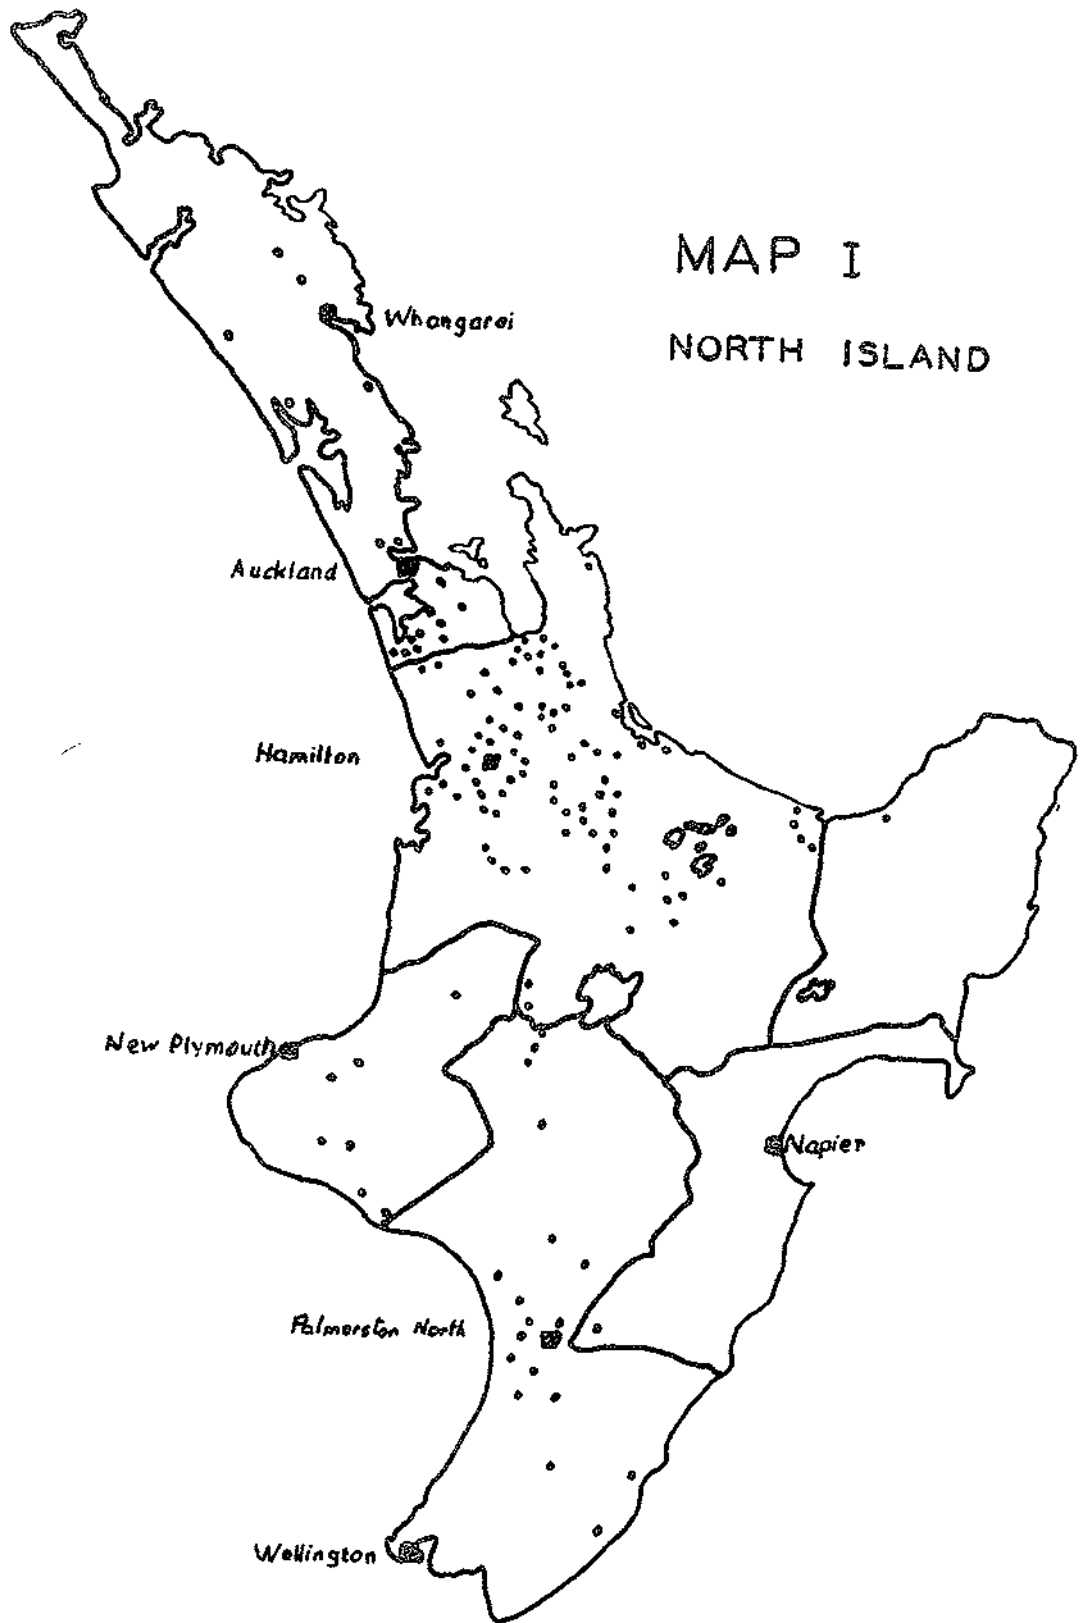 MAP I
NORTH ISLAND
Whangarei
Auckland
Hamilton
New Plymouth
Napier
Palmerston North
Wellington